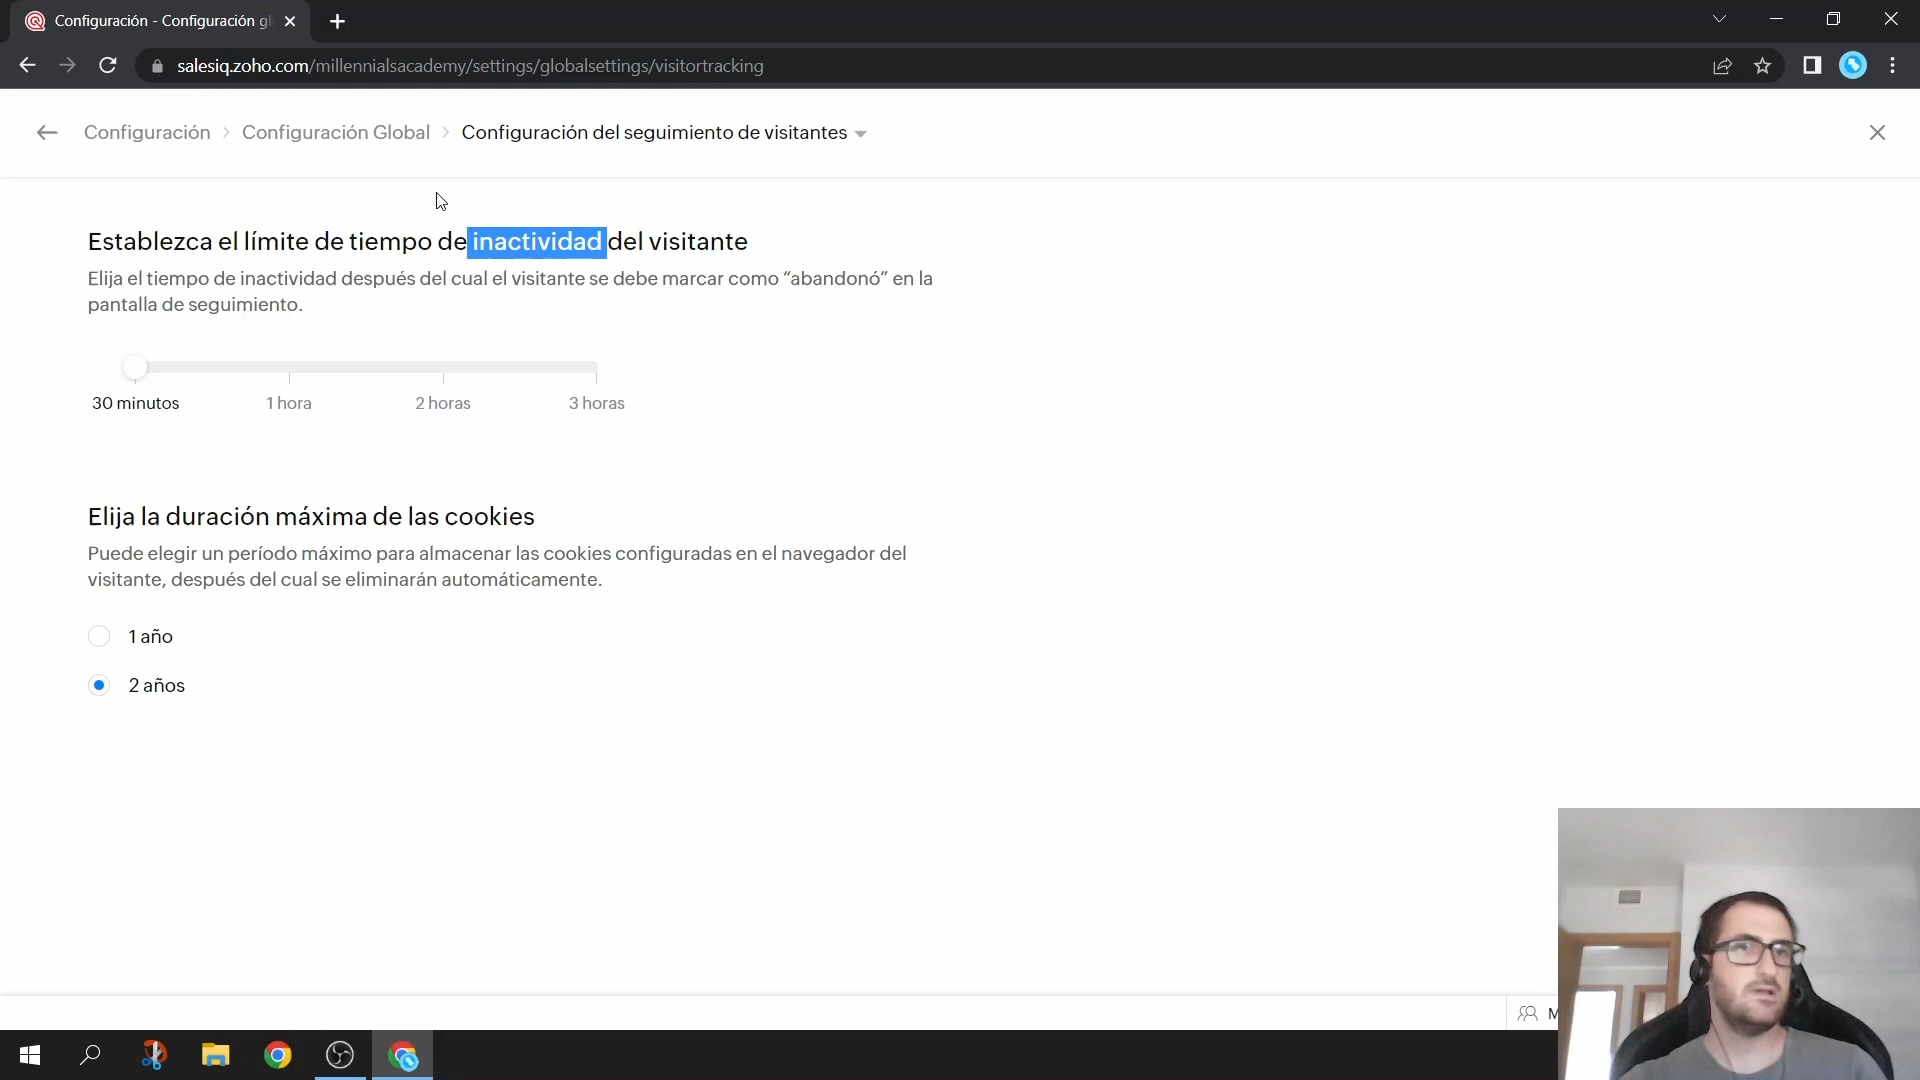 Configuración - Configuración gl
salesiq.zoho.com/millennialsacademy/settings/globalsettings/visitortracking
Configuración > Configuración Global > Configuración del seguimiento de visitantes
Establezca el límite de tiempo de inactividad del visitante
Elija el tiempo de inactividad después del cual el visitante se debe marcar como “abandonó” en la
pantalla de seguimiento.
30 minutos 1 hora 2 horas 3 horas
Elija la duración máxima de las cookies
Puede elegir un período máximo para almacenar las cookies configuradas en el navegador del
visitante, después del cual se eliminarán automáticamente.
1 año
2 años
M